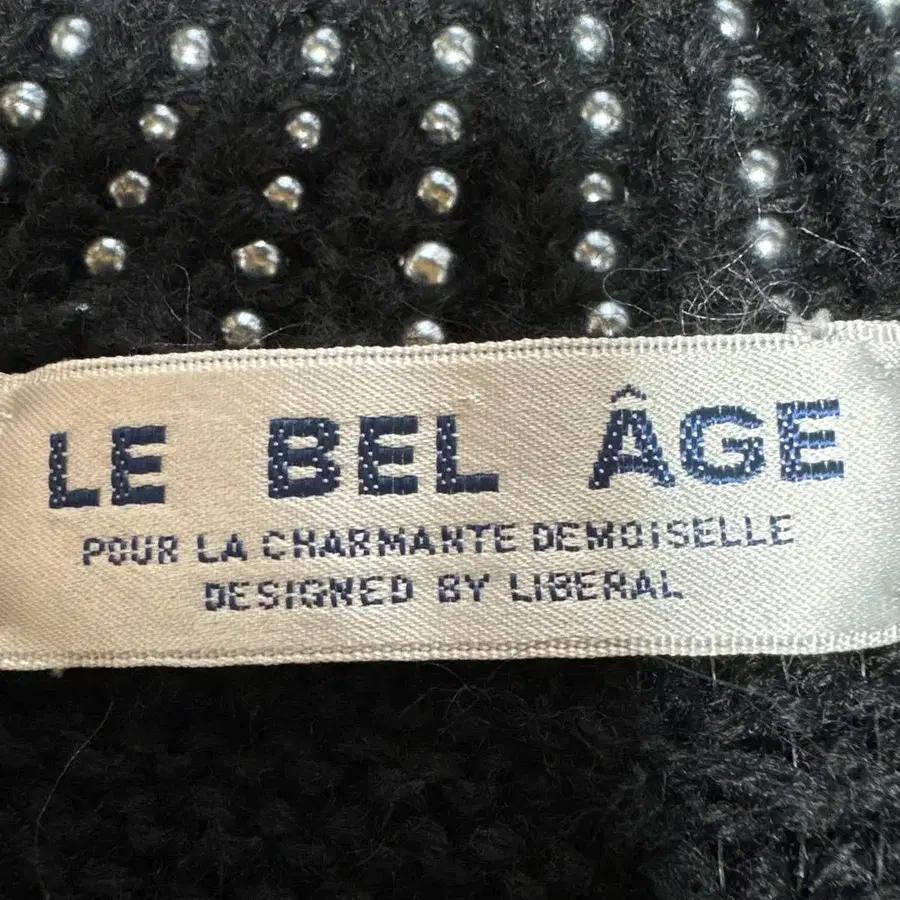 LE BEL ÂGE
POUR LA CHARMANTE DEMOISELLE
DESIGNED BY LIBERAL